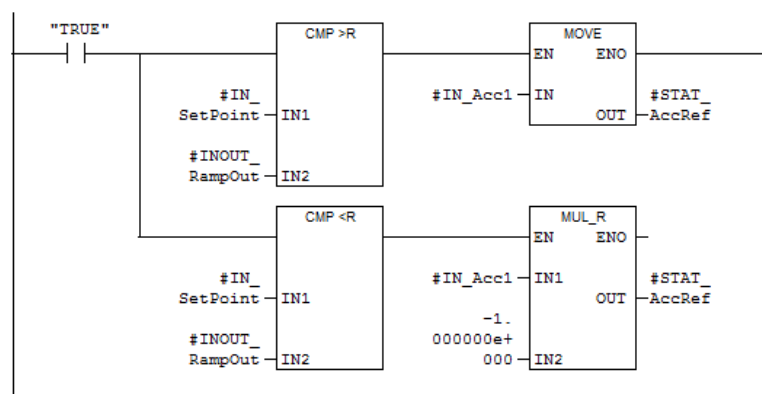 "TRUE"
CMP >R
MOVE
EN ENO
#IN_
SetPoint IN1
#IN_Acc1 IN
#STAT_
OUT AccRef
#INOUT_
RampOut IN2
CMP <R
MUL_R
EN ENO
#IN_
SetPoint IN1
#IN_Acc1 IN1
#STAT_
OUT AccRef
-1.
#INOUT_
000000e+
RampOut IN2
000 IN2